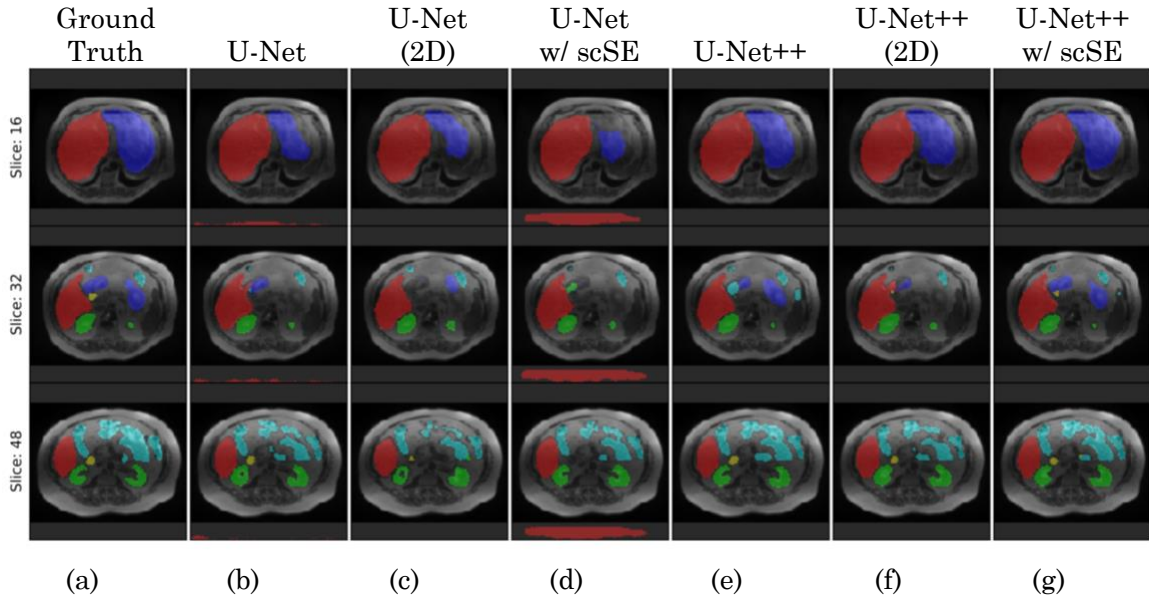 Ground
Truth
U-Net
U-Net
(2D)
U-Net
w/ scSE
U-Net++
U-Net++
(2D)
U-Net++
w/ scSE
Slice: 16
Slice: 32
Slice: 48
(a)
(b)
(c)
(d)
(e)
(f)
(g)